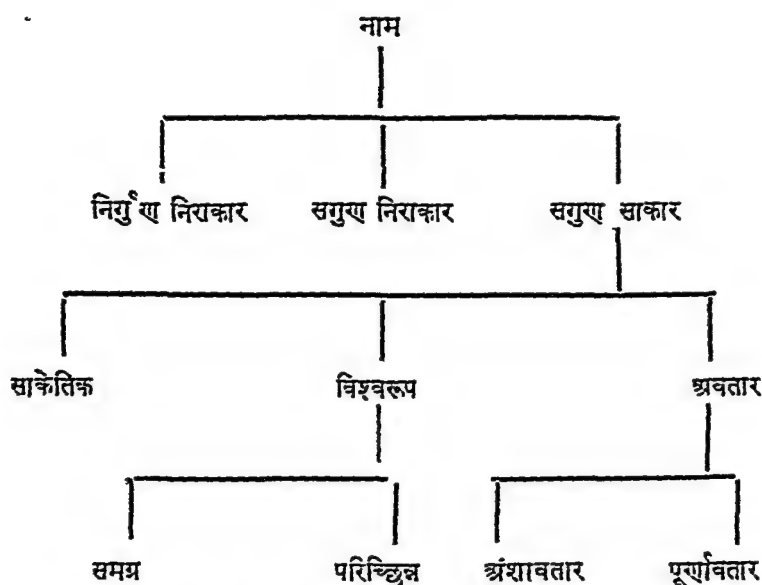 नाम
निर्गुण निराकार सगुण निराकार सगुण साकार
साकेतिक विश्वरूप अवतार
समग्र परिच्छिन्न अंशावतार पूर्णावतार